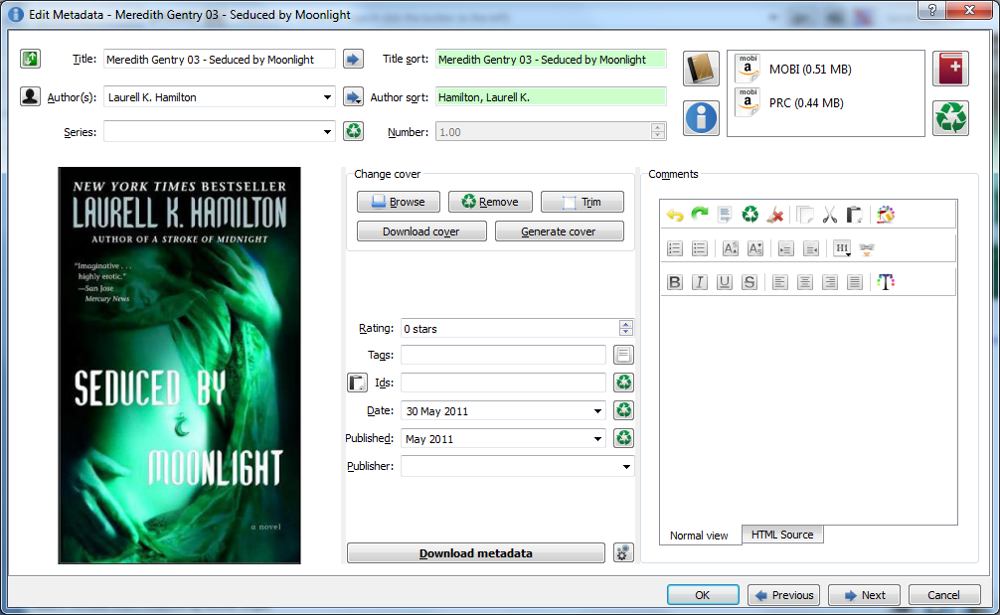 Edit Metadata - Meredith Gentry 03 - Seduced by Moonlight
Title: Meredith Gentry 03 - Seduced by Moonlight
Title sort: Meredith Gentry 03 - Seduced by Moonlight
Author(s): Laurell K. Hamilton
Author sort: Hamilton, Laurell K.
Series:
Number: 1.00
mobi
a
MOBI (0.51 MB)
mobi
a
PRC (0.44 MB)
NEW YORK TIMES BESTSELLER
LAURELL K. HAMILTON
AUTHOR OF A STROKE OF MIDNIGHT
"Imaginative . . .
highly erotic."
—San Jose
Mercury News
SEDUCED BY
MOONLIGHT
a novel
Change cover
Browse
Remove
Trim
Download cover
Generate cover
Rating: 0 stars
Tags:
Ids:
Date: 30 May 2011
Published: May 2011
Publisher:
Download metadata
Comments
H1
B I U S
Normal view
HTML Source
OK
Previous
Next
Cancel